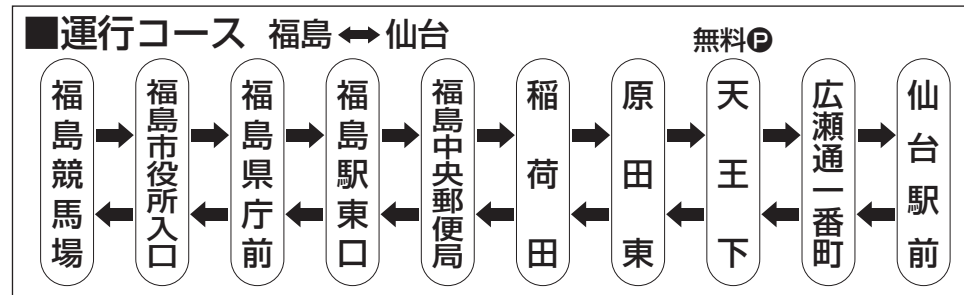 ■運行コース 福島⬌仙台
無料🅟
福島競馬場
福島市役所入口
福島県庁前
福島駅東口
福島中央郵便局
稲荷田
原田東
天王下
広瀬通一番町
仙台駅前